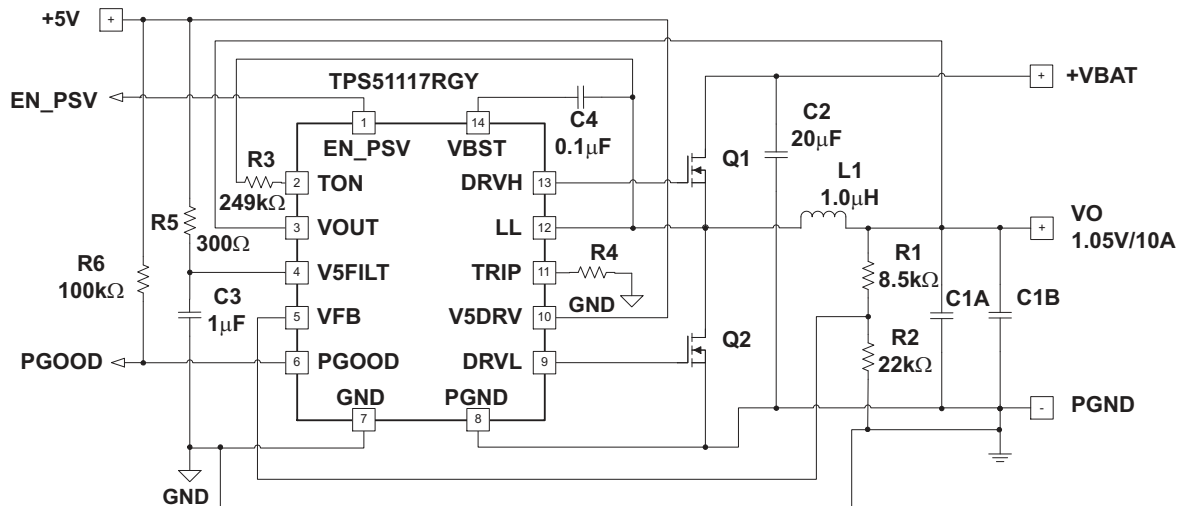 +5V
+
TPS51117RGY
EN_PSV
C4
0.1μF
1
14
EN_PSV
VBST
+
+VBAT
C2
20μF
R3
249kΩ
2
TON
DRVH
13
Q1
L1
1.0μH
R5
300Ω
3
VOUT
LL
12
+
VO
1.05V/10A
R6
100kΩ
4
V5FILT
TRIP
11
R4
GND
R1
8.5kΩ
C3
1μF
5
VFB
V5DRV
10
C1A
C1B
Q2
R2
22kΩ
PGOOD
6
PGOOD
DRVL
9
GND
PGND
7
8
-
PGND
GND